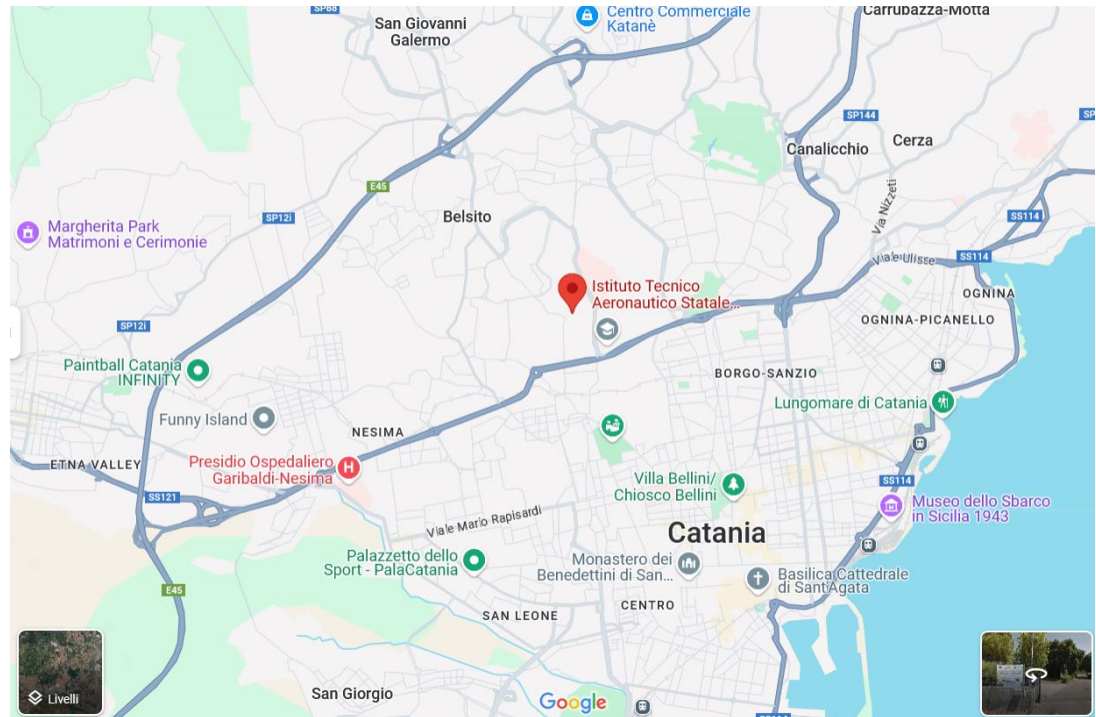 SP68
San Giovanni
Galermo
Centro Commerciale
Katanè
Carrubazza-Motta
SP144
Canalicchio
Cerza
E45
SP12i
Belsito
Via Nizzeti
SS114
Margherita Park
Matrimoni e Cerimonie
Viale Ulisse
SS114
Istituto Tecnico
Aeronautico Statale...
OGNINA
OGNINA-PICANELLO
SP12i
Paintball Catania
INFINITY
BORGO-SANZIO
Lungomare di Catania
Funny Island
NESIMA
ETNA VALLEY
Presidio Ospedaliero
Garibaldi-Nesima
H
Villa Bellini/
Chiosco Bellini
SS114
SS121
Museo dello Sbarco
in Sicilia 1943
Viale Mario Rapisardi
Catania
Palazzetto dello
Sport - PalaCatania
Monastero dei
Benedettini di San...
Basilica Cattedrale
di Sant'Agata
E45
CENTRO
SAN LEONE
San Giorgio
Livelli
Google